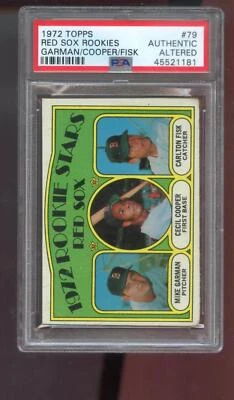 1972 TOPPS #79
RED SOX ROOKIES AUTHENTIC
GARMAN/COOPER/FISK ALTERED
PSA 45521181
1972 ROOKIE STARS
RED SOX
CARLTON FISK
CATCHER
CECIL COOPER
FIRST BASE
MIKE GARMAN
PITCHER